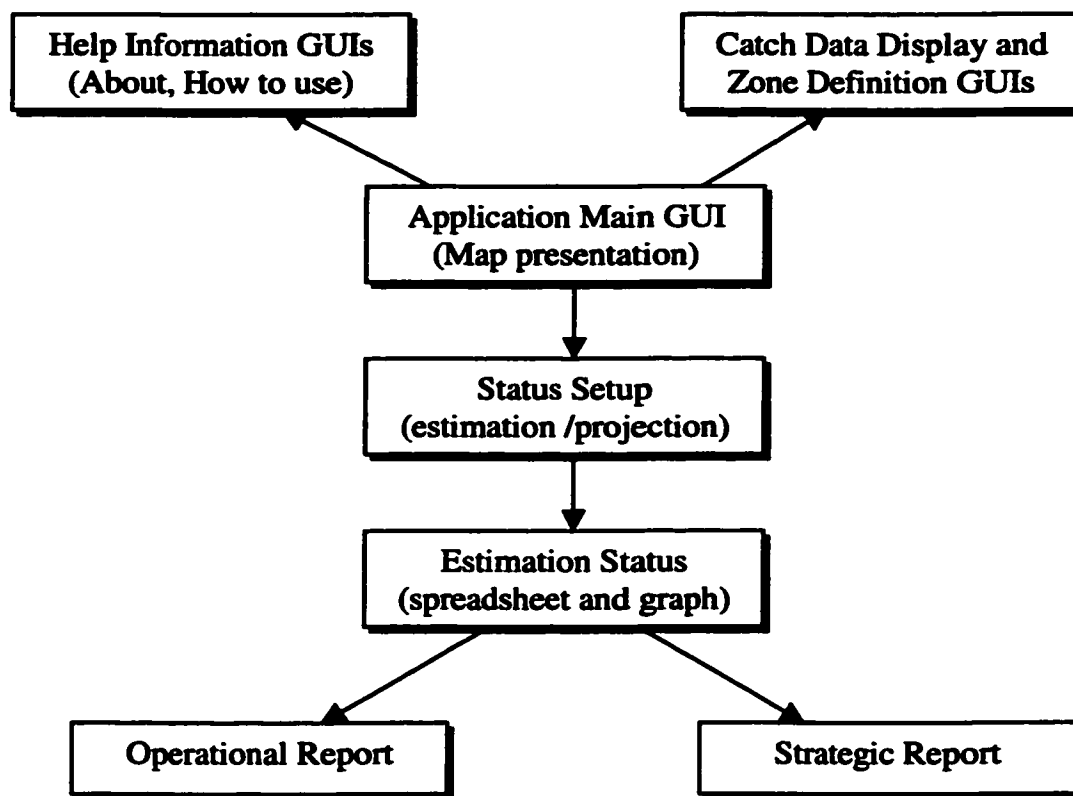 Help Information GUIs
(About, How to use)
Catch Data Display and
Zone Definition GUIs
Application Main GUI
(Map presentation)
Status Setup
(estimation /projection)
Estimation Status
(spreadsheet and graph)
Operational Report
Strategic Report